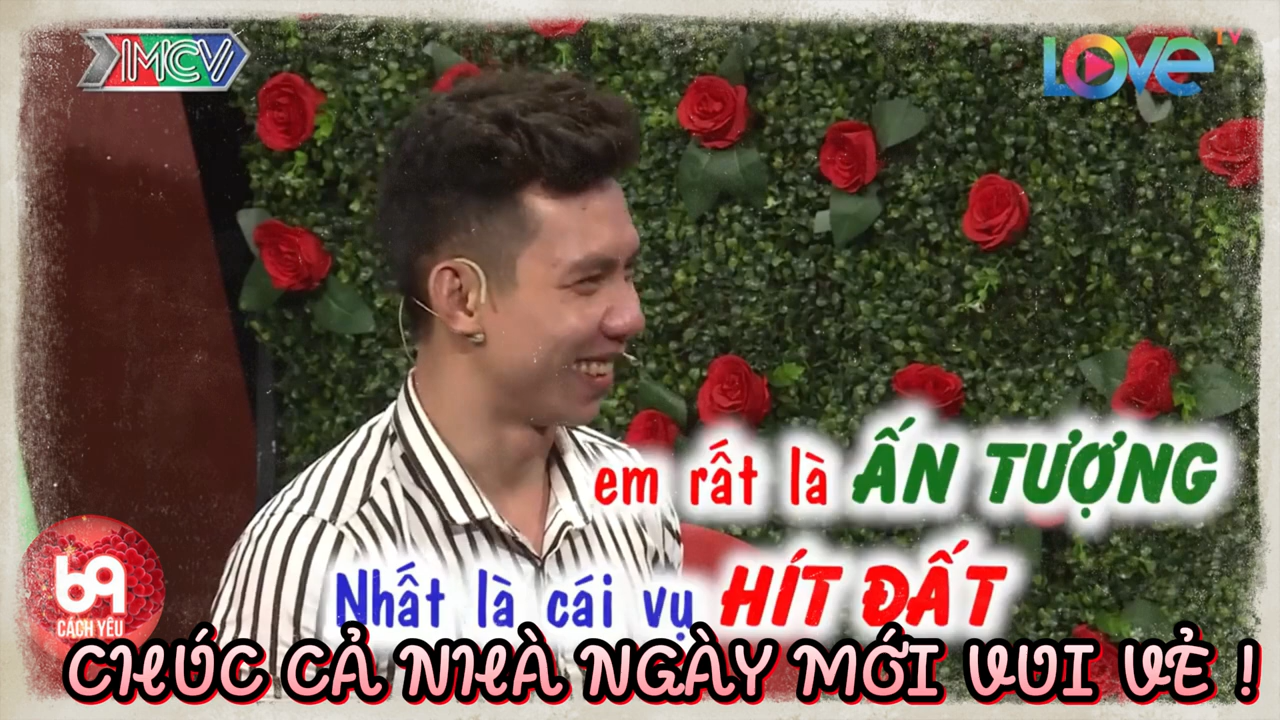 MCV
LOVE TV
em rất là ẤN TƯỢNG
Nhất là cái vụ HÍT ĐẤT
69
CÁCH YÊU
CHÚC CẢ NHÀ NGÀY MỚI VUI VẺ !